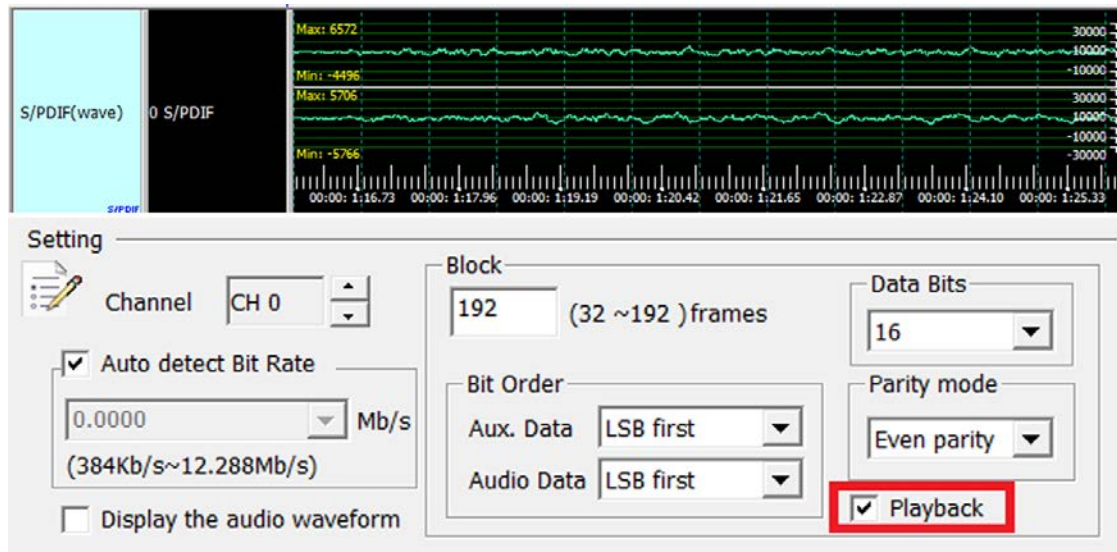 Max: 6572
30000
10000
Min: -4496
-10000
Max: 5706
30000
S/PDIF(wave) 0 S/PDIF
10000
-10000
Min: -5766
-30000
00:00: 1:16.73 00:00: 1:17.96 00:00: 1:19.19 00:00: 1:20.42 00:00: 1:21.65 00:00: 1:22.87 00:00: 1:24.10 00:00: 1:25.33
S/PDIF
Setting
Channel CH 0
Auto detect Bit Rate
0.0000 Mb/s
(384Kb/s~12.288Mb/s)
Display the audio waveform
Block
192 (32 ~192 )frames
Bit Order
Aux. Data LSB first
Audio Data LSB first
Data Bits
16
Parity mode
Even parity
Playback